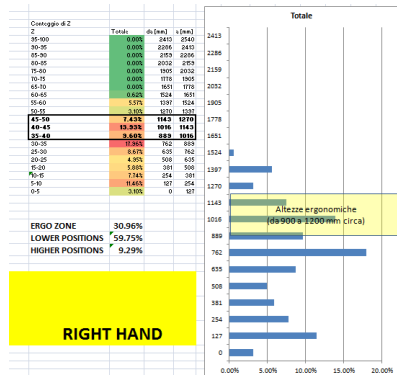 Conteggio di Z
Z Totale da [mm] a [mm]
95-100 0.00% 2413 2540
90-95 0.00% 2286 2413
85-90 0.00% 2159 2286
80-85 0.00% 2032 2159
75-80 0.00% 1905 2032
70-75 0.00% 1778 1905
65-70 0.00% 1651 1778
60-65 0.62% 1524 1651
55-60 5.57% 1397 1524
50-55 3.10% 1270 1397
45-50 7.43% 1143 1270
40-45 13.93% 1016 1143
35-40 9.60% 889 1016
30-35 17.96% 762 889
25-30 8.67% 635 762
20-25 4.95% 508 635
15-20 5.88% 381 508
10-15 7.74% 254 381
5-10 11.46% 127 254
0-5 3.10% 0 127
ERGO ZONE 30.96%
LOWER POSITIONS 59.75%
HIGHER POSITIONS 9.29%
RIGHT HAND
Totale
2413
2286
2159
2032
1905
1778
1651
1524
1397
1270
1143
1016
889
762
635
508
381
254
127
0
Altezze ergonomiche
(da 900 a 1200 mm circa)
0.00% 5.00% 10.00% 15.00% 20.00%